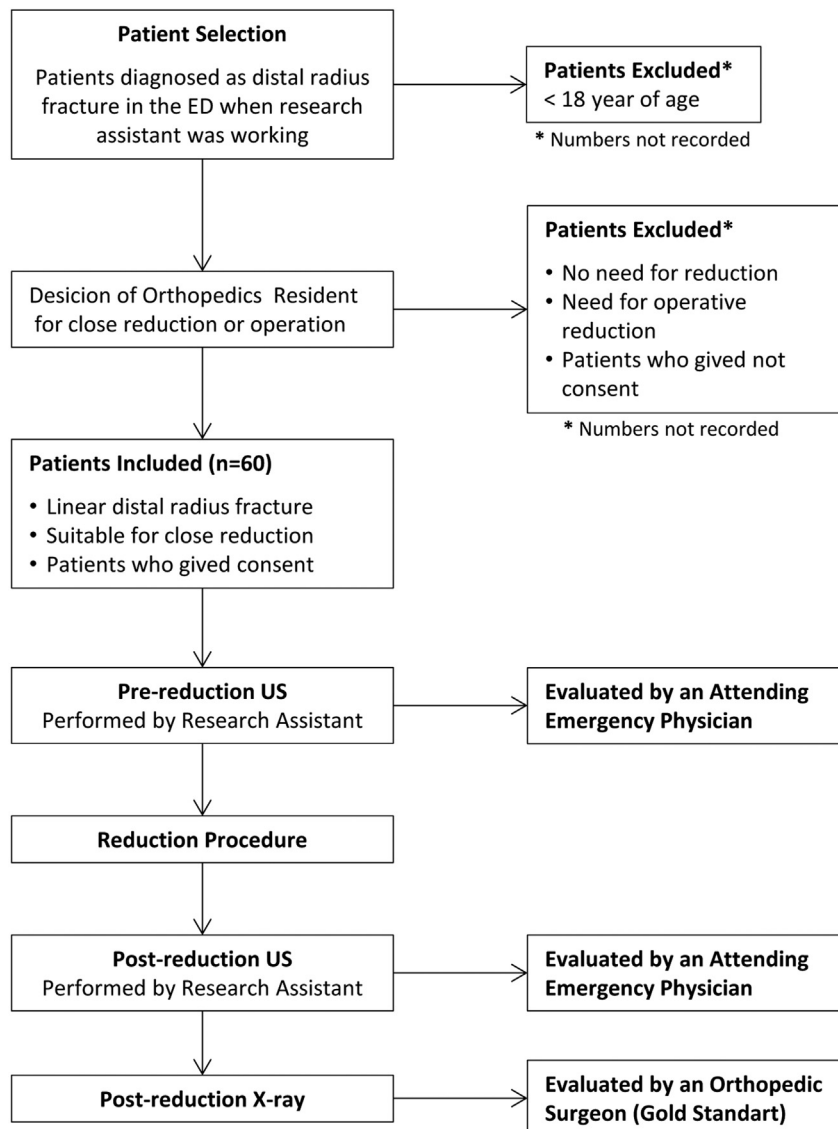 Patient Selection
Patients diagnosed as distal radius
fracture in the ED when research
assistant was working
Patients Excluded*
< 18 year of age
* Numbers not recorded
Desicion of Orthopedics Resident
for close reduction or operation
Patients Excluded*
• No need for reduction
• Need for operative
reduction
• Patients who gived not
consent
* Numbers not recorded
Patients Included (n=60)
• Linear distal radius fracture
• Suitable for close reduction
• Patients who gived consent
Pre-reduction US
Performed by Research Assistant
Evaluated by an Attending
Emergency Physician
Reduction Procedure
Post-reduction US
Performed by Research Assistant
Evaluated by an Attending
Emergency Physician
Post-reduction X-ray
Evaluated by an Orthopedic
Surgeon (Gold Standart)